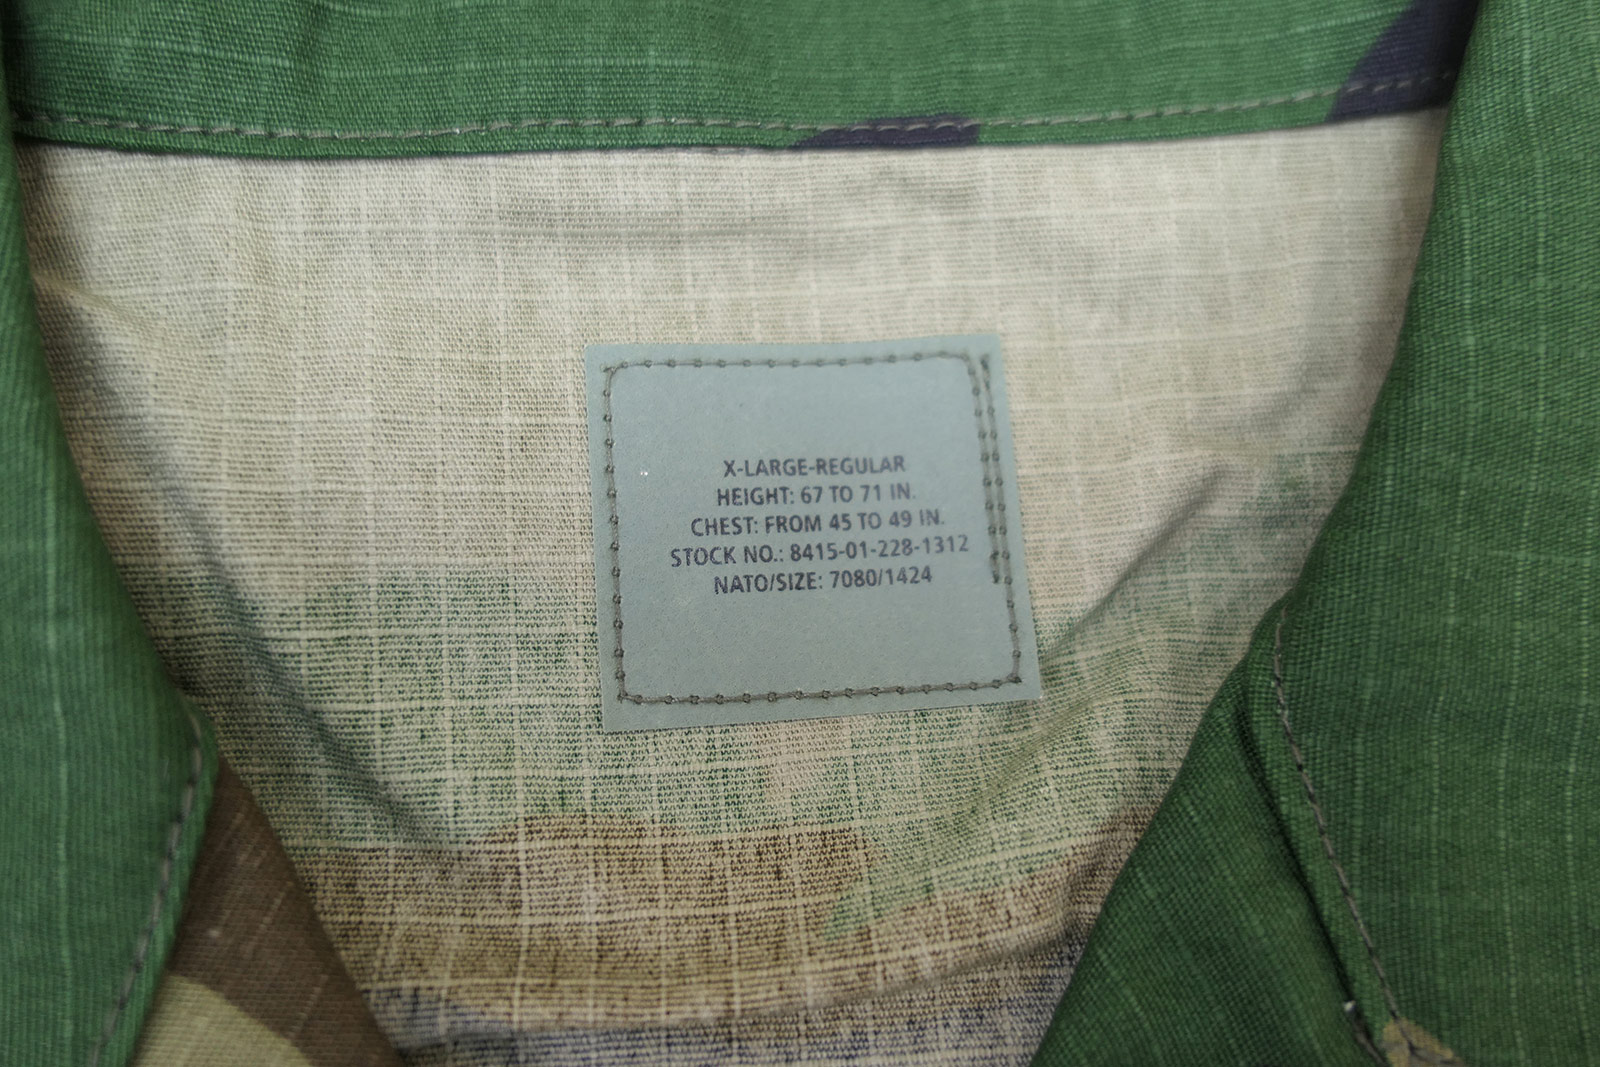 X-LARGE-REGULAR
HEIGHT: 67 TO 71 IN.
CHEST: FROM 45 TO 49 IN.
STOCK NO.: 8415-01-228-1312
NATO/SIZE: 7080/1424